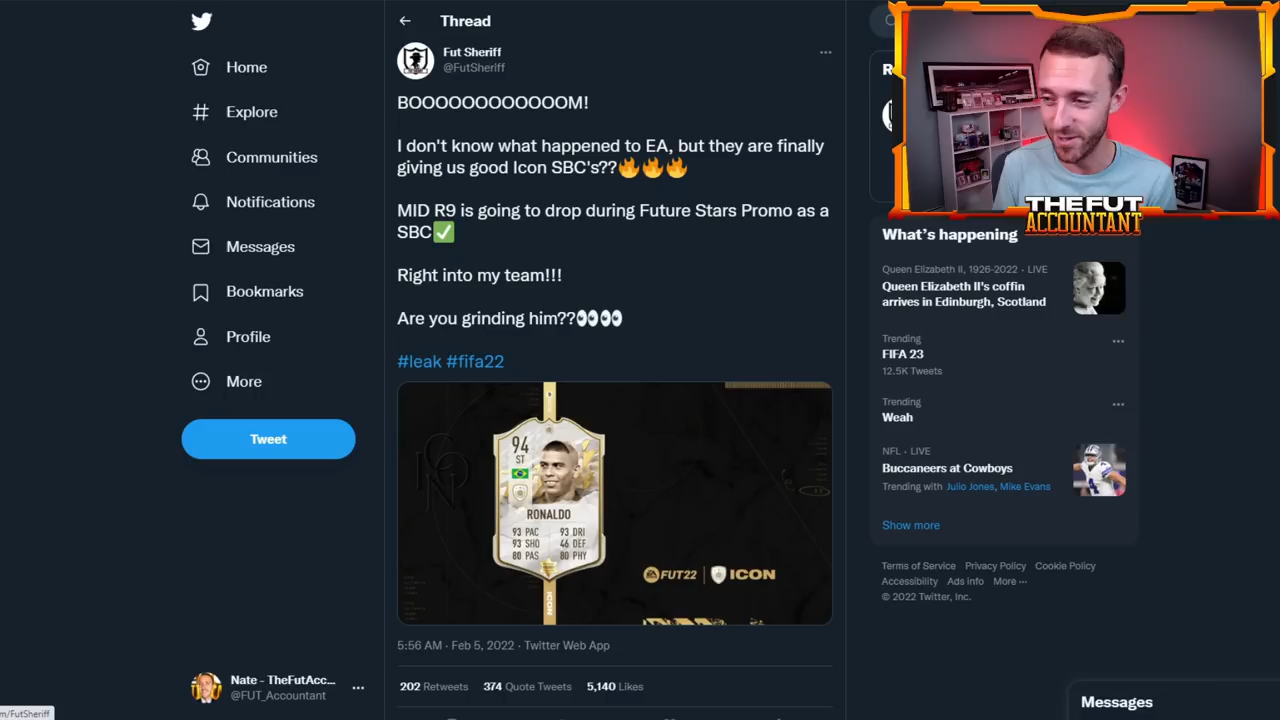 Home
Explore
Communities
Notifications
Messages
Bookmarks
Profile
More
Tweet
Nate - TheFutAcc...
@FUT_Accountant
m/FutSheriff
Thread
Fut Sheriff
@FutSheriff
BOOOOOOOOOOOOM!
I don't know what happened to EA, but they are finally
giving us good Icon SBC's??🔥🔥🔥
MID R9 is going to drop during Future Stars Promo as a
SBC✅
Right into my team!!!
Are you grinding him??👀👀
#leak #fifa22
94
ST
RONALDO
93 PAC 93 DRI
93 SHO 46 DEF
80 PAS 80 PHY
ICON
EA SPORTS FUT22 | ICON
5:56 AM · Feb 5, 2022 · Twitter Web App
202 Retweets 374 Quote Tweets 5,140 Likes
THE FUT
ACCOUNTANT
What's happening
Queen Elizabeth II, 1926-2022 · LIVE
Queen Elizabeth II's coffin
arrives in Edinburgh, Scotland
Trending
FIFA 23
12.5K Tweets
Trending
Weah
NFL · LIVE
Buccaneers at Cowboys
Trending with Julio Jones, Mike Evans
Show more
Terms of Service Privacy Policy Cookie Policy
Accessibility Ads info More ···
© 2022 Twitter, Inc.
Messages